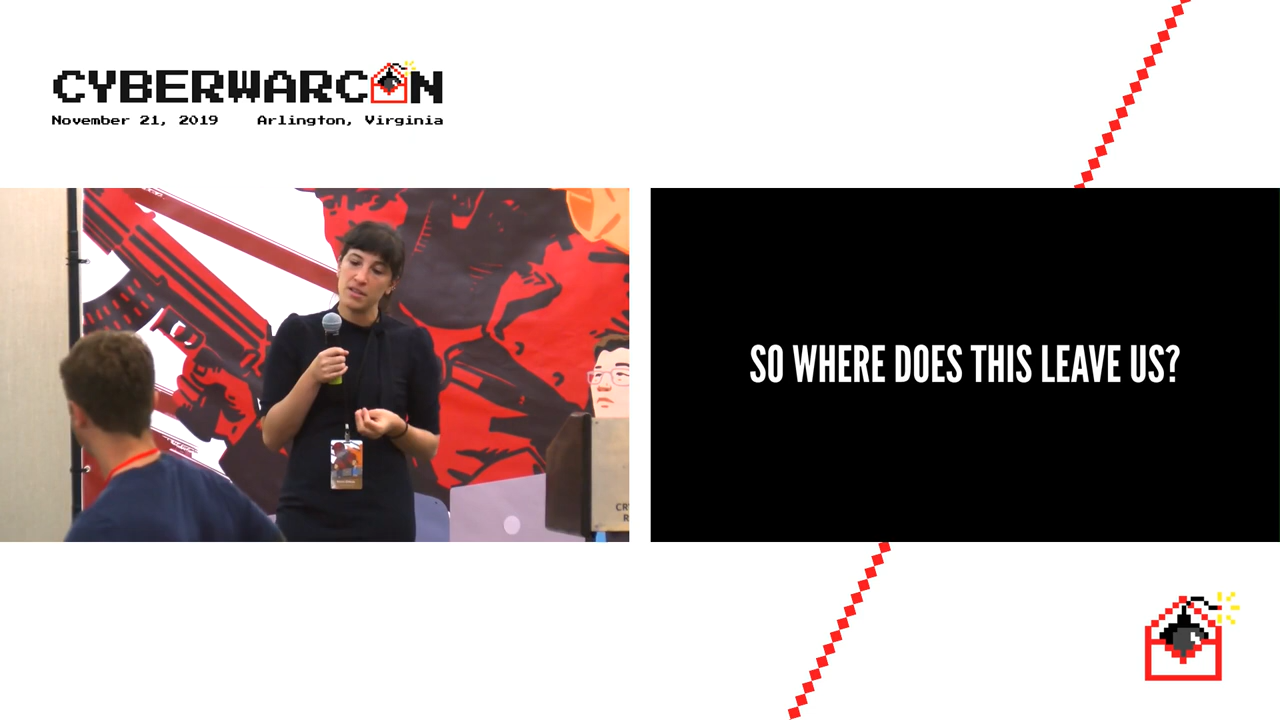 CYBERWARCON
November 21, 2019 Arlington, Virginia
SO WHERE DOES THIS LEAVE US?